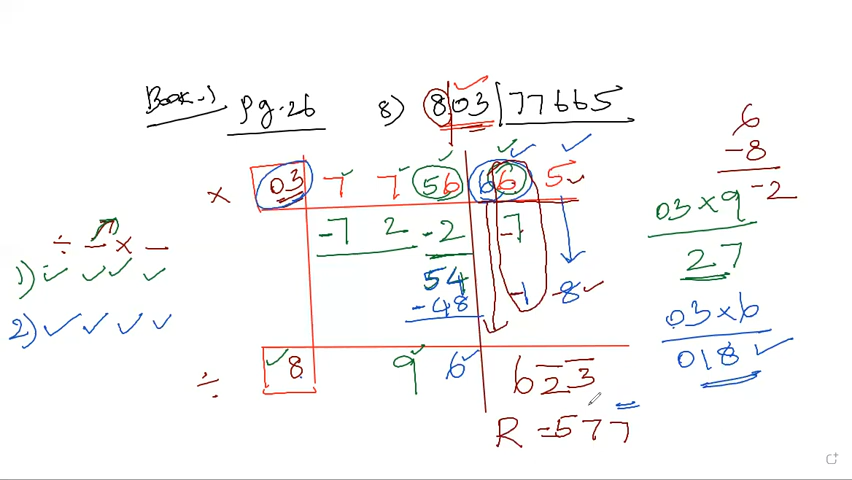 Book-1 Pg.26 8) 803 | 77665
× 03 7 7 56 66 5
-7 2 -2 -7
54 -1 -8
-48
÷ 8 9 6 6 2 3
R = 577
÷ — × —
1) ✓ ✓ ✓ ✓
2) ✓ ✓ ✓ ✓
6
-8
-2
03 × 9
27
03 × 6
018 ✓